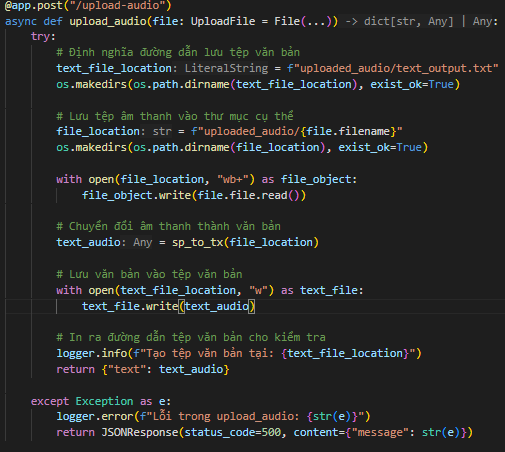 @app.post("/upload-audio")
async def upload_audio(file: UploadFile = File(...)) -> dict[str, Any] | Any:
    try:
        # Định nghĩa đường dẫn lưu tệp văn bản
        text_file_location: LiteralString = f"uploaded_audio/text_output.txt"
        os.makedirs(os.path.dirname(text_file_location), exist_ok=True)

        # Lưu tệp âm thanh vào thư mục cụ thể
        file_location: str = f"uploaded_audio/{file.filename}"
        os.makedirs(os.path.dirname(file_location), exist_ok=True)

        with open(file_location, "wb+") as file_object:
            file_object.write(file.file.read())

        # Chuyển đổi âm thanh thành văn bản
        text_audio: Any = sp_to_tx(file_location)

        # Lưu văn bản vào tệp văn bản
        with open(text_file_location, "w") as text_file:
            text_file.write(text_audio)

        # In ra đường dẫn tệp văn bản cho kiểm tra
        logger.info(f"Tạo tệp văn bản tại: {text_file_location}")
        return {"text": text_audio}

    except Exception as e:
        logger.error(f"Lỗi trong upload_audio: {str(e)}")
        return JSONResponse(status_code=500, content={"message": str(e)})